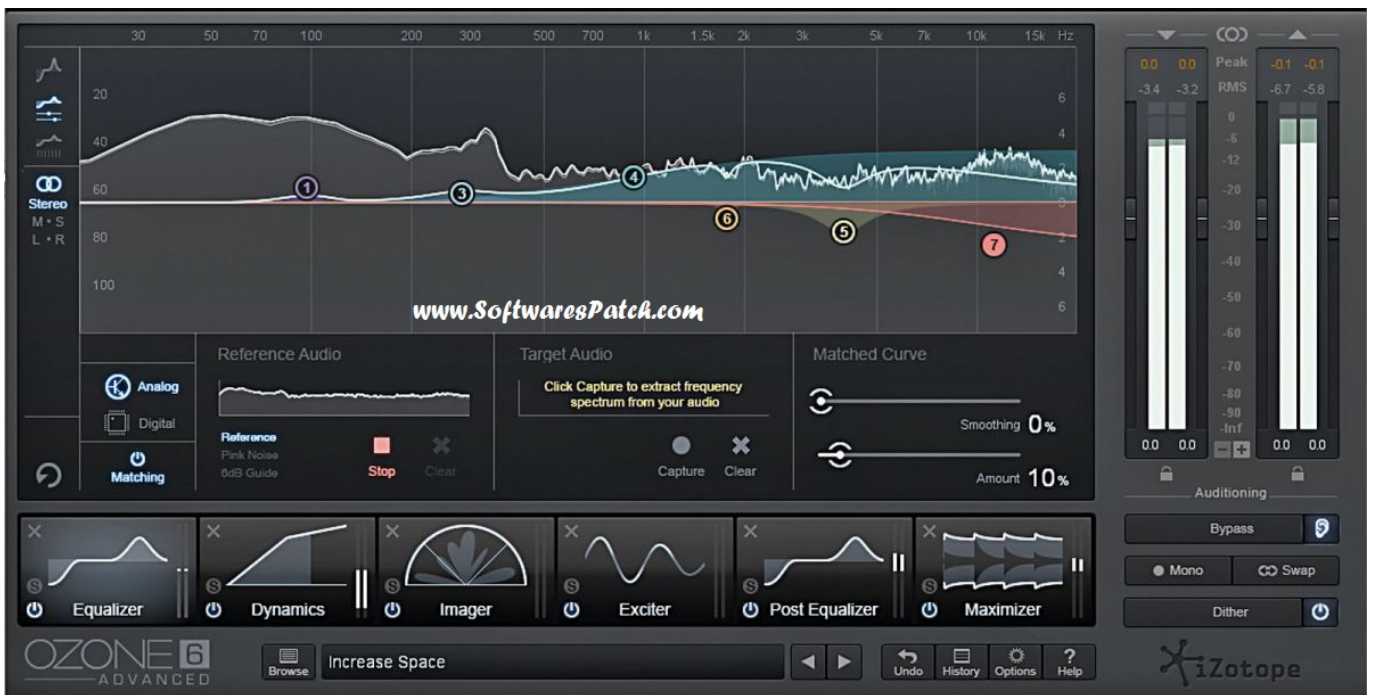 30 50 70 100 200 300 500 700 1k 1.5k 2k 3k 5k 7k 10k 15k Hz
20
40
60
80
100
6
4
2
0
2
4
6
1
3
4
6
5
7
Stereo
M • S
L • R
www.SoftwaresPatch.com
Analog
Digital
Matching
Reference Audio
Reference
Pink Noise
6dB Guide
Stop
Clear
Target Audio
Click Capture to extract frequency
spectrum from your audio
Capture
Clear
Matched Curve
Smoothing 0%
Amount 10%
0.0 0.0 Peak -0.1 -0.1
-3.4 -3.2 RMS -6.7 -5.8
0
-6
-12
-20
-30
-40
-50
-60
-70
-80
-90
-Inf
0.0 0.0 0.0 0.0
Auditioning
Bypass
Mono Swap
Dither
S Equalizer
S Dynamics
S Imager
S Exciter
S Post Equalizer
S Maximizer
OZONE 6
ADVANCED
Browse
Increase Space
Undo
History
Options
?
Help
iZotope